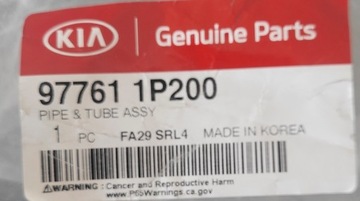 KIA Genuine Parts
97761 1P200
PIPE & TUBE ASSY
1 PC FA29 SRL4 MADE IN KOREA
WARNING: Cancer and Reproductive Harm
www.P65Warnings.ca.gov